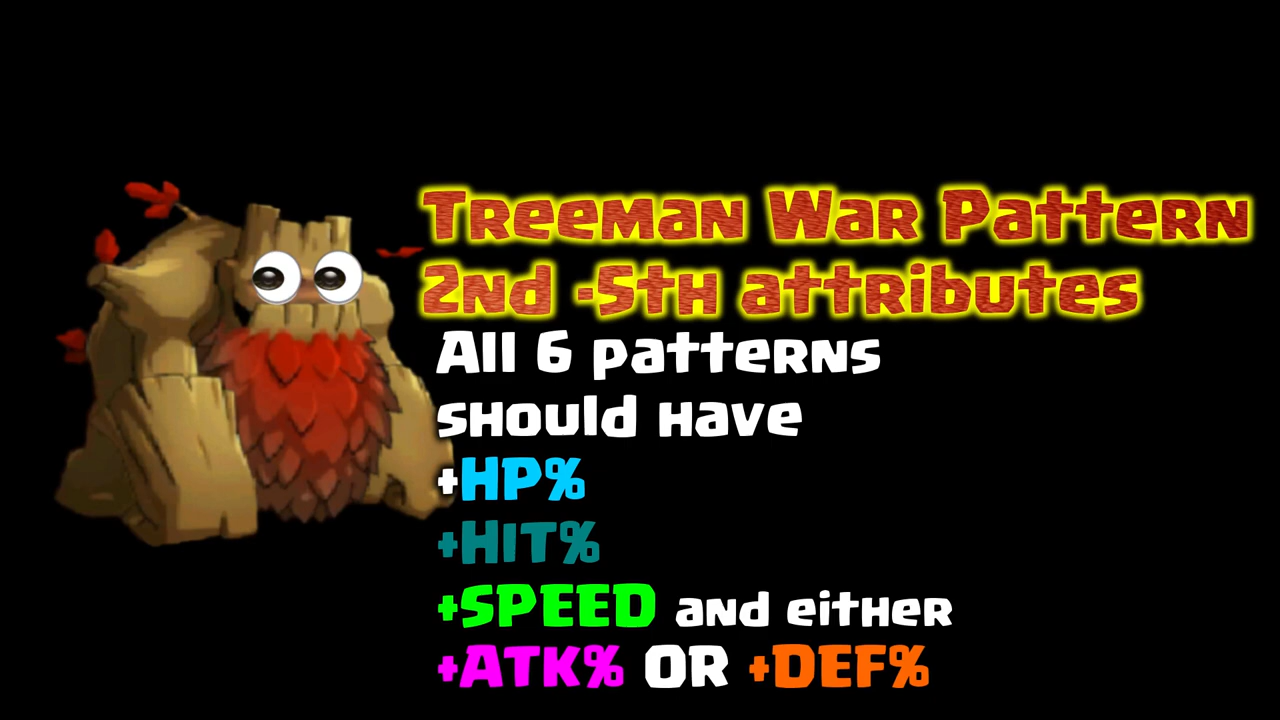 Treeman War Pattern
2nd -5th attributes
All 6 patterns
should have
+HP%
+HIT%
+SPEED and either
+ATK% OR +DEF%